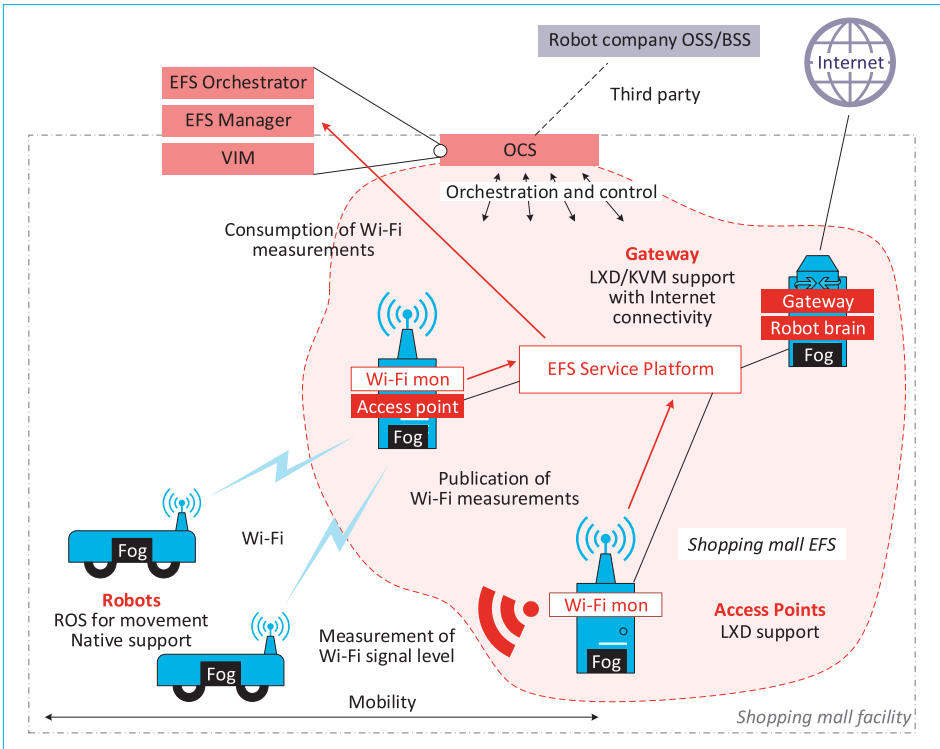 Robot company OSS/BSS
Internet
EFS Orchestrator
EFS Manager
VIM
Third party
OCS
Orchestration and control
Consumption of Wi-Fi
measurements
Gateway
LXD/KVM support
with Internet
connectivity
Gateway
Robot brain
Fog
EFS Service Platform
Wi-Fi mon
Access point
Fog
Publication of
Wi-Fi measurements
Wi-Fi
Fog
Shopping mall EFS
Robots
ROS for movement
Native support
Wi-Fi mon
Fog
Access Points
LXD support
Measurement of
Wi-Fi signal level
Fog
Mobility
Shopping mall facility